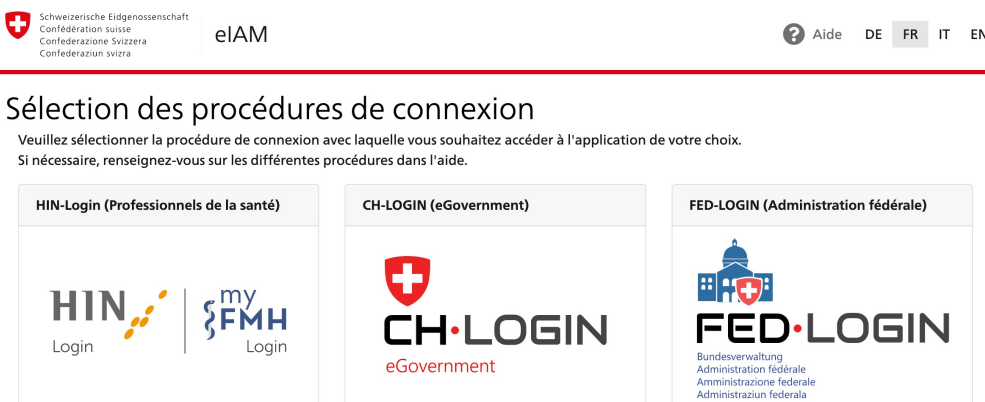 Schweizerische Eidgenossenschaft
Confédération suisse
Confederazione Svizzera
Confederaziun svizra
eIAM
? Aide DE FR IT EN
Sélection des procédures de connexion
Veuillez sélectionner la procédure de connexion avec laquelle vous souhaitez accéder à l'application de votre choix.
Si nécessaire, renseignez-vous sur les différentes procédures dans l'aide.
HIN-Login (Professionnels de la santé)
HIN
Login
my
FMH
Login
CH-LOGIN (eGovernment)
CH·LOGIN
eGovernment
FED-LOGIN (Administration fédérale)
FED·LOGIN
Bundesverwaltung
Administration fédérale
Amministrazione federale
Administraziun federala